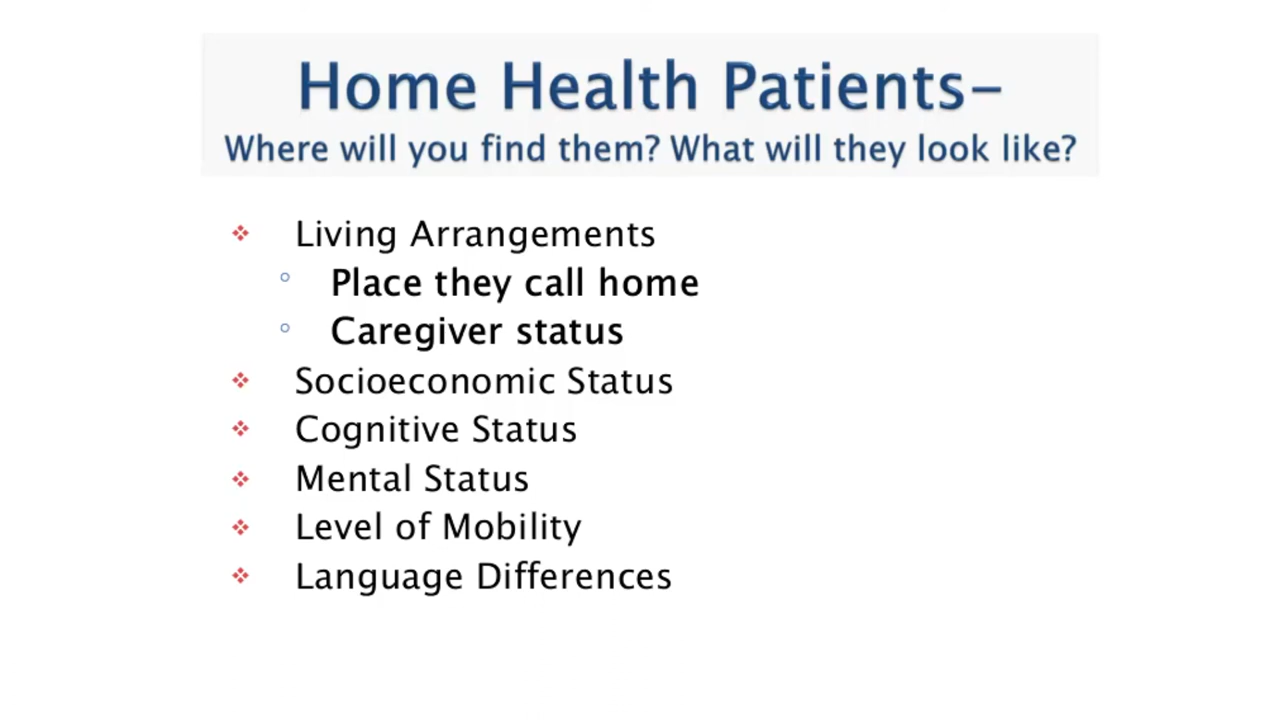 Home Health Patients–
Where will you find them? What will they look like?
Living Arrangements
Place they call home
Caregiver status
Socioeconomic Status
Cognitive Status
Mental Status
Level of Mobility
Language Differences